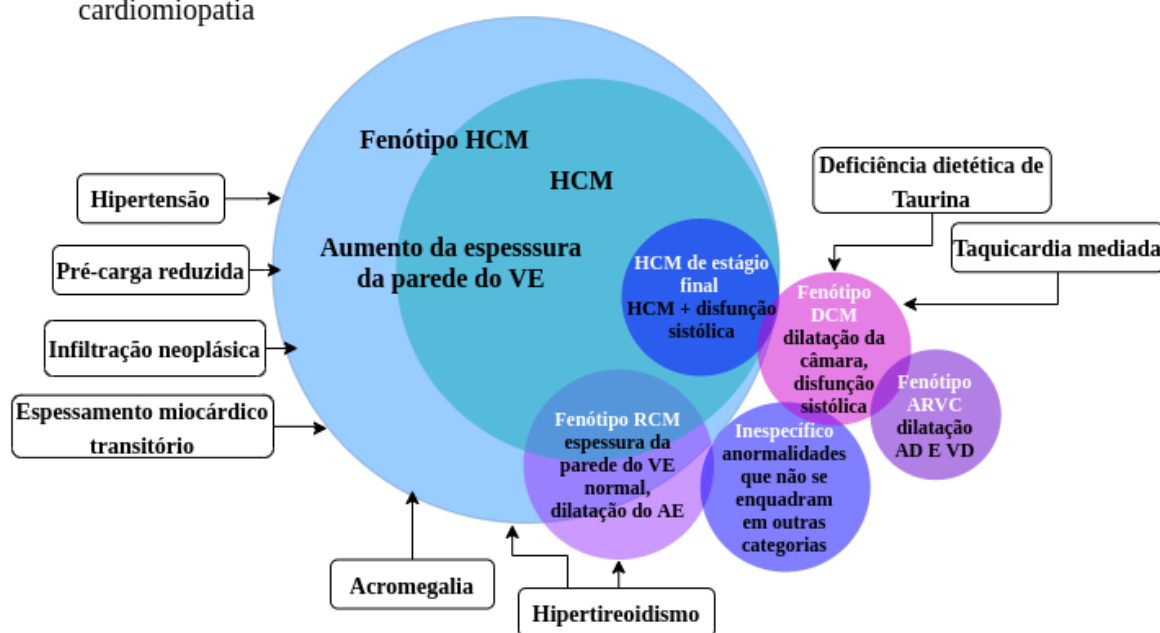 cardiomiopatia
Fenótipo HCM
HCM
Aumento da espesssura
da parede do VE
Hipertensão
Pré-carga reduzida
Infiltração neoplásica
Espessamento miocárdico
transitório
Acromegalia
Hipertireoidismo
HCM de estágio
final
HCM + disfunção
sistólica
Deficiência dietética de
Taurina
Taquicardia mediada
Fenótipo
DCM
dilatação da
câmara,
disfunção
sistólica
Fenótipo
ARVC
dilatação
AD E VD
Fenótipo RCM
espessura da
parede do VE
normal,
dilatação do AE
Inespecífico
anormalidades
que não se
enquadram
em outras
categorias